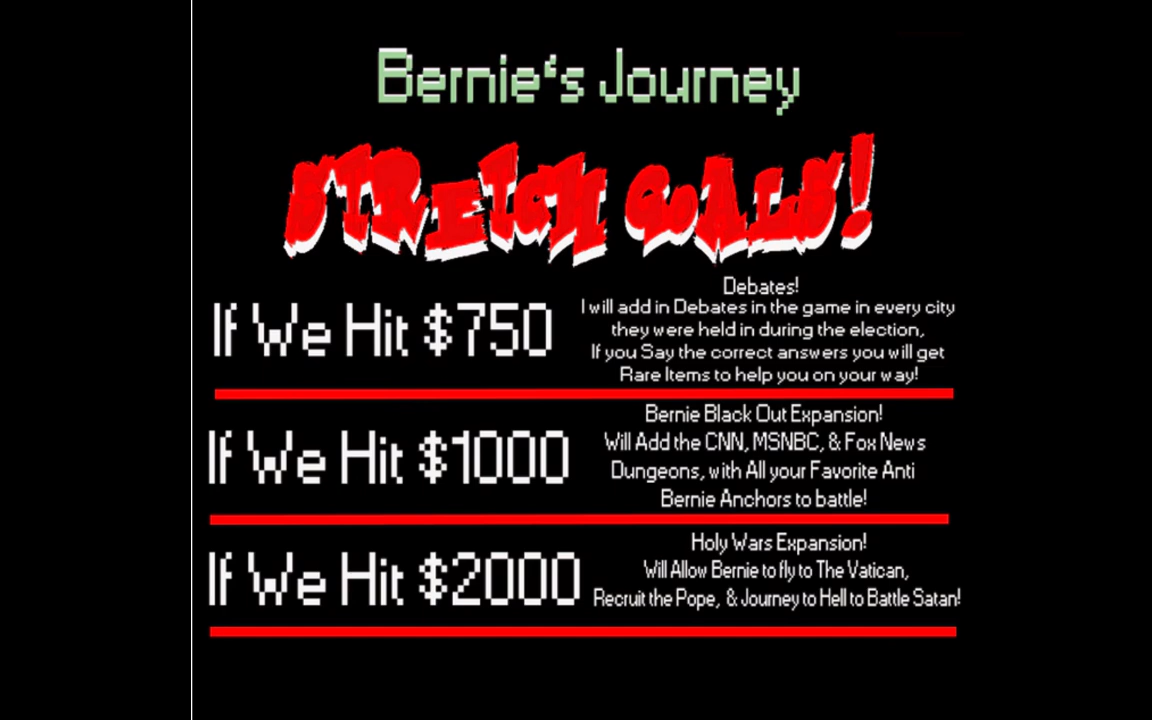 Bernie's Journey
STRETCH GOALS!
If We Hit $750
Debates!
I will add in Debates in the game in every city
they were held in during the election,
If you Say the correct answers you will get
Rare Items to help you on your way!
If We Hit $1000
Bernie Black Out Expansion!
Will Add the CNN, MSNBC, & Fox News
Dungeons, with All your Favorite Anti
Bernie Anchors to battle!
If We Hit $2000
Holy Wars Expansion!
Will Allow Bernie to fly to The Vatican,
Recruit the Pope, & Journey to Hell to Battle Satan!